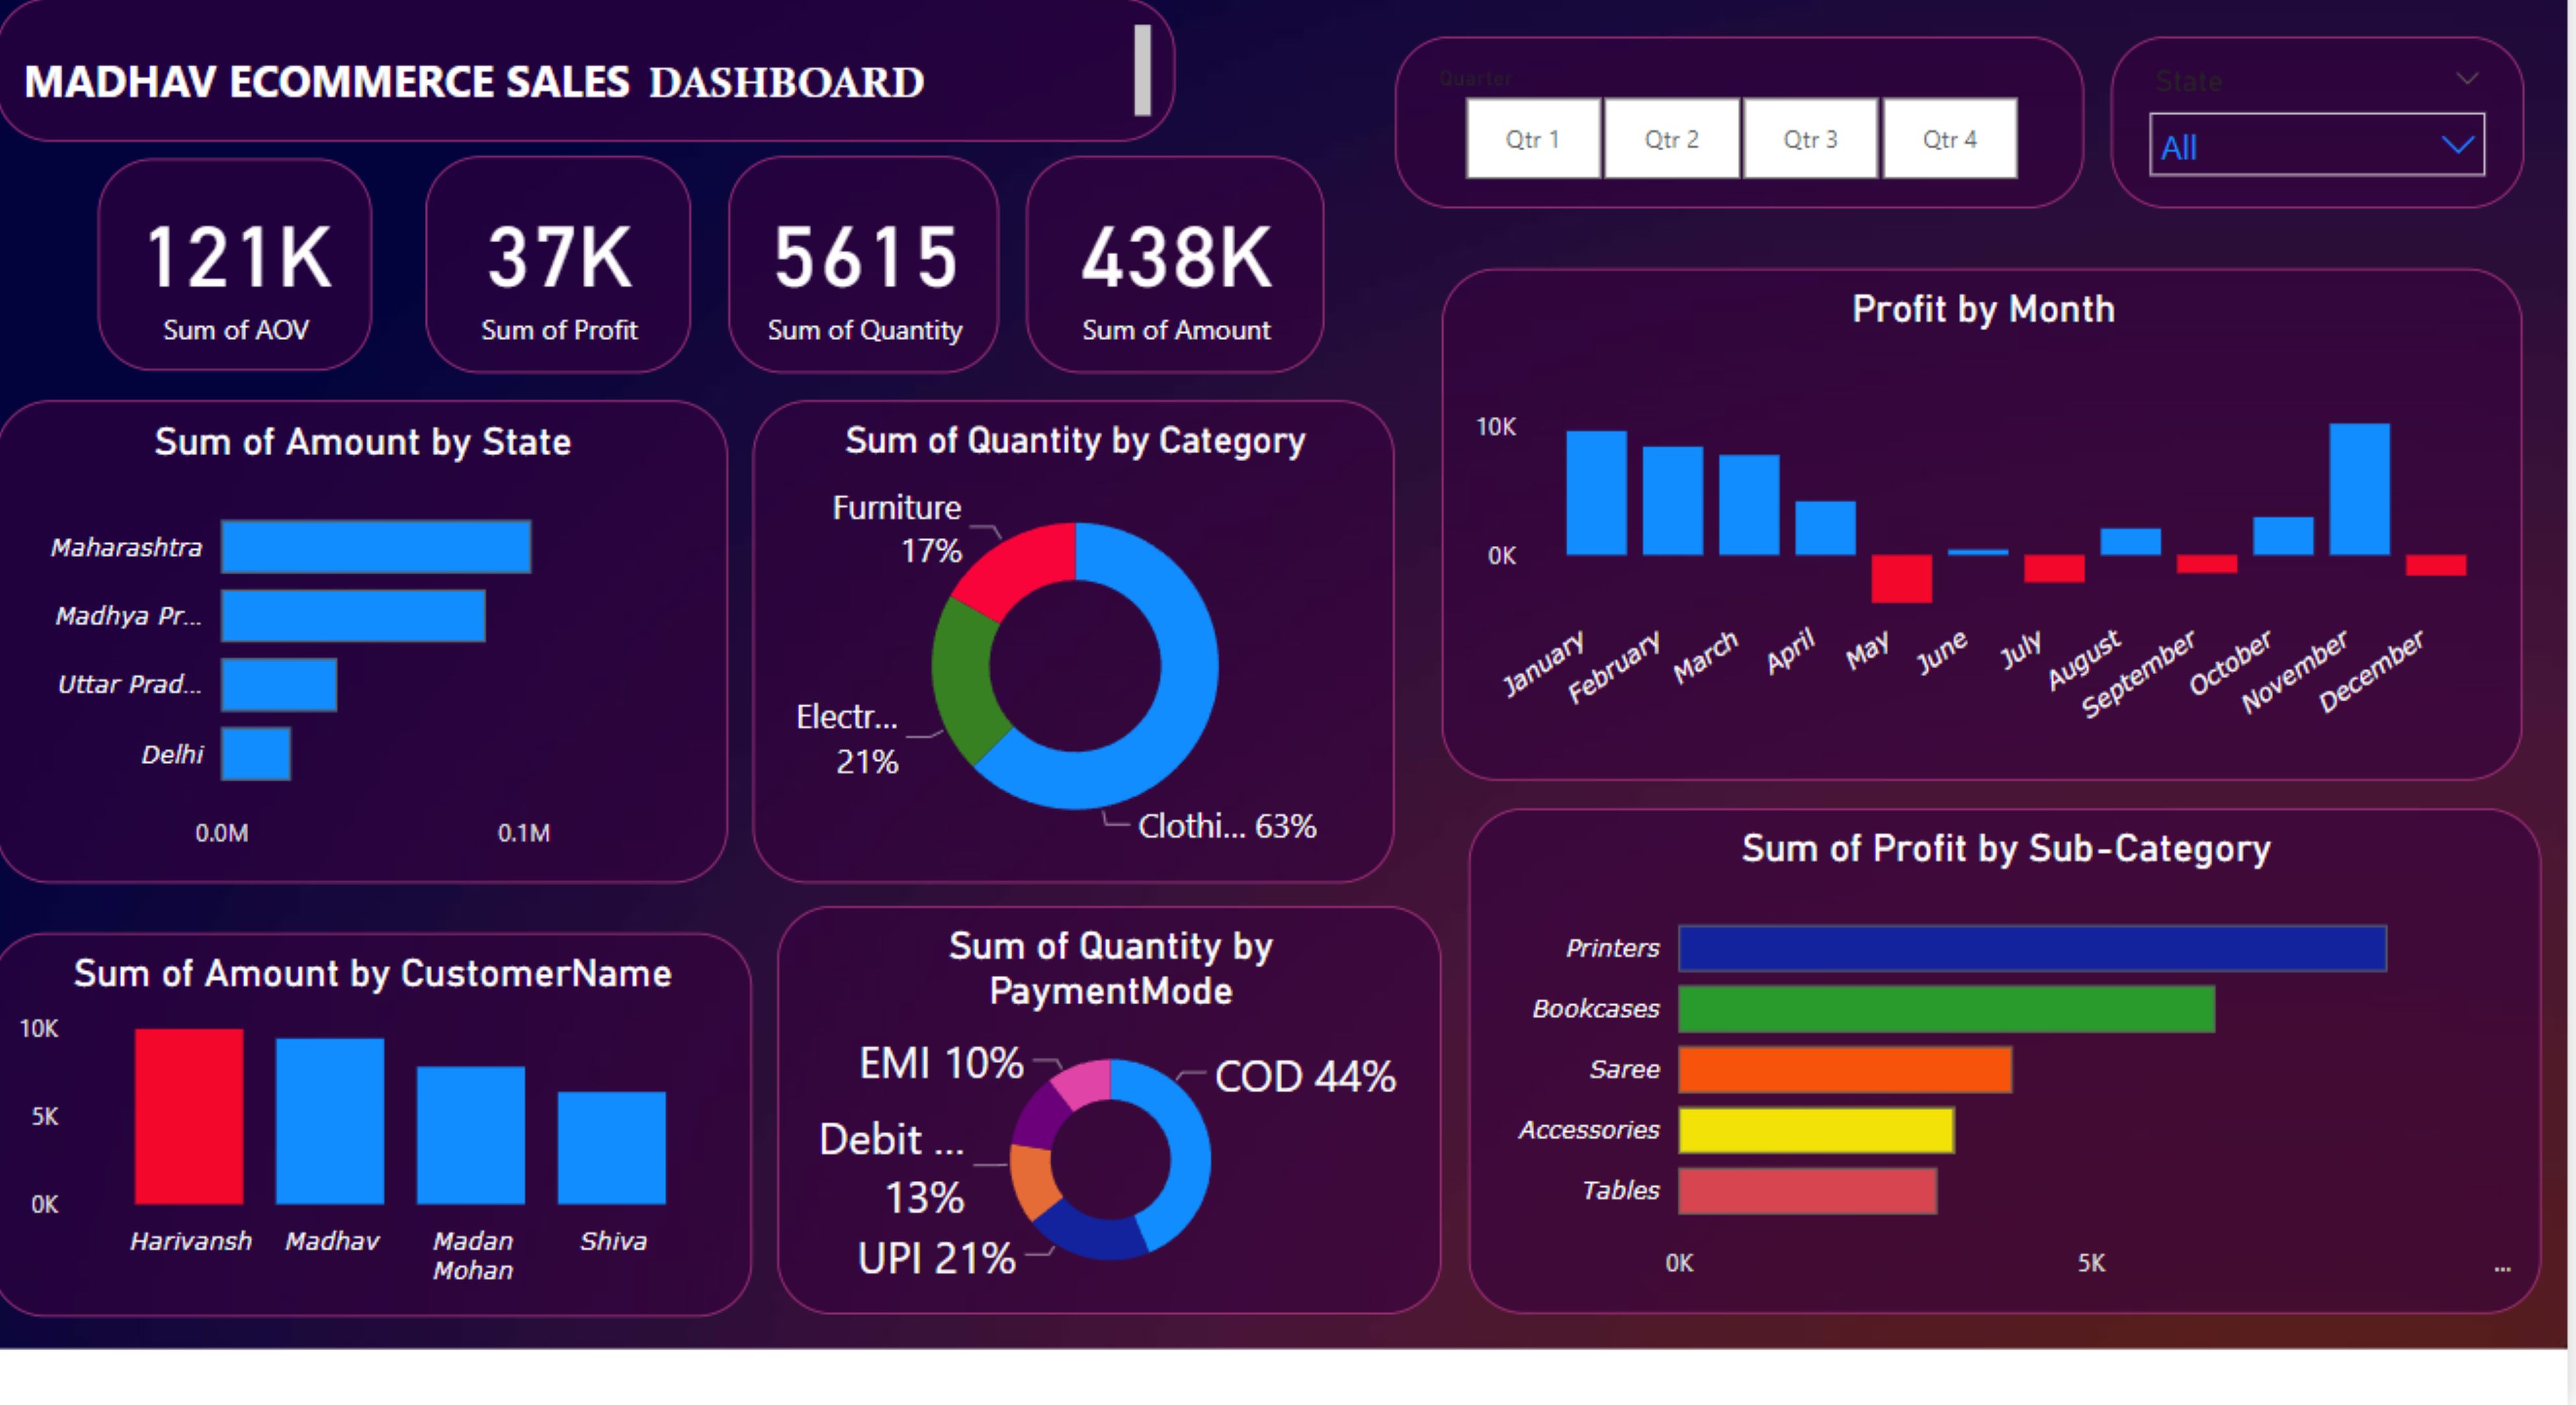 MADHAV ECOMMERCE SALES DASHBOARD
Quarter
Qtr 1 Qtr 2 Qtr 3 Qtr 4
State
All
121K
Sum of AOV
37K
Sum of Profit
5615
Sum of Quantity
438K
Sum of Amount
Profit by Month
10K
0K
January February March April May June July August September October November December
Sum of Amount by State
Maharashtra
Madhya Pr...
Uttar Prad...
Delhi
0.0M 0.1M
Sum of Quantity by Category
Furniture
17%
Electr...
21%
Clothi... 63%
Sum of Profit by Sub-Category
Printers
Bookcases
Saree
Accessories
Tables
0K 5K ...
Sum of Amount by CustomerName
10K
5K
0K
Harivansh Madhav Madan Shiva
Mohan
Sum of Quantity by
PaymentMode
EMI 10% COD 44%
Debit ...
13%
UPI 21%